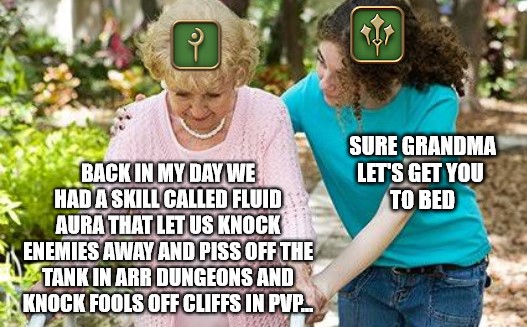 BACK IN MY DAY WE
HAD A SKILL CALLED FLUID
AURA THAT LET US KNOCK
ENEMIES AWAY AND PISS OFF THE
TANK IN ARR DUNGEONS AND
KNOCK FOOLS OFF CLIFFS IN PVP...
SURE GRANDMA
LET'S GET YOU
TO BED